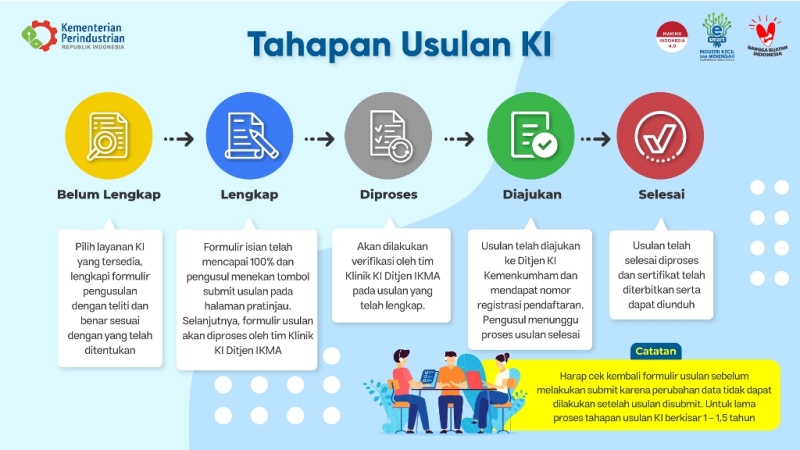 Kementerian
Perindustrian
REPUBLIK INDONESIA
Tahapan Usulan KI
MAKING
INDONESIA
4.0
e
smart
INDUSTRI KECIL
DAN MENENGAH
BANGGA BUATAN
INDONESIA
Belum Lengkap
Lengkap
Diproses
Diajukan
Selesai
Pilih layanan KI
yang tersedia,
lengkapi formulir
pengusulan
dengan teliti dan
benar sesuai
dengan yang telah
ditentukan
Formulir isian telah
mencapai 100% dan
pengusul menekan tombol
submit usulan pada
halaman pratinjau.
Selanjutnya, formulir usulan
akan diproses oleh tim Klinik
KI Ditjen IKMA
Akan dilakukan
verifikasi oleh tim
Klinik KI Ditjen IKMA
pada usulan yang
telah lengkap.
Usulan telah diajukan
ke Ditjen KI
Kemenkumham dan
mendapat nomor
registrasi pendaftaran.
Pengusul menunggu
proses usulan selesai
Usulan telah
selesai diproses
dan sertifikat telah
diterbitkan serta
dapat diunduh
Catatan
Harap cek kembali formulir usulan sebelum
melakukan submit karena perubahan data tidak dapat
dilakukan setelah usulan disubmit. Untuk lama
proses tahapan usulan KI berkisar 1 – 1,5 tahun